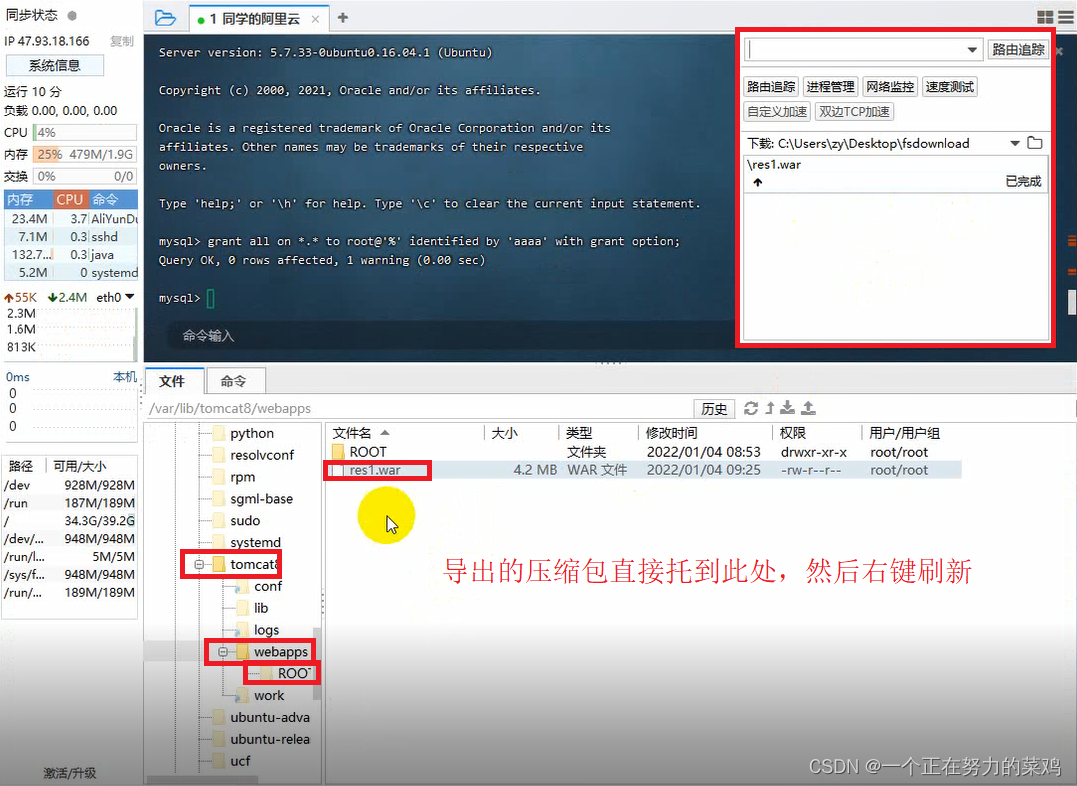 同步状态
IP 47.93.18.166 复制
系统信息
运行 10 分
负载 0.00, 0.00, 0.00
CPU 4%
内存 25% 479M/1.9G
交换 0% 0/0
内存 CPU 命令
23.4M 3.7 AliYunDu
7.1M 0.3 sshd
132.7... 0.3 java
5.2M 0 systemd
55K 2.4M eth0
2.3M
1.6M
813K
0ms 本机
0
0
0
路径 可用/大小
/dev 928M/928M
/run 187M/189M
/ 34.3G/39.2G
/dev/... 948M/948M
/run/l... 5M/5M
/sys/f... 948M/948M
/run/... 189M/189M
激活/升级
1 同学的阿里云 × +
Server version: 5.7.33-0ubuntu0.16.04.1 (Ubuntu)
Copyright (c) 2000, 2021, Oracle and/or its affiliates.
Oracle is a registered trademark of Oracle Corporation and/or its
affiliates. Other names may be trademarks of their respective
owners.
Type 'help;' or '\h' for help. Type '\c' to clear the current input statement.
mysql> grant all on *.* to root@'%' identified by 'aaaa' with grant option;
Query OK, 0 rows affected, 1 warning (0.00 sec)
mysql>
命令输入
路由追踪
路由追踪 进程管理 网络监控 速度测试
自定义加速 双边TCP加速
下载: C:\Users\zy\Desktop\fsdownload
\res1.war
已完成
文件 命令
/var/lib/tomcat8/webapps 历史
python
resolvconf
rpm
sgml-base
sudo
systemd
tomcat8
conf
lib
logs
webapps
ROOT
work
ubuntu-adva
ubuntu-relea
ucf
文件名 大小 类型 修改时间 权限 用户/用户组
ROOT 文件夹 2022/01/04 08:53 drwxr-xr-x root/root
res1.war 4.2 MB WAR 文件 2022/01/04 09:25 -rw-r--r-- root/root
导出的压缩包直接托到此处，然后右键刷新
CSDN @一个正在努力的菜鸡